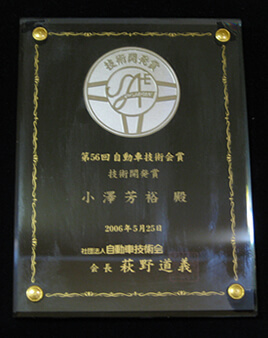 技術開発賞
第56回 自動車技術会賞
技術開発賞
小澤芳裕 殿
2006年5月25日
社団法人 自動車技術会
会長 萩野道義